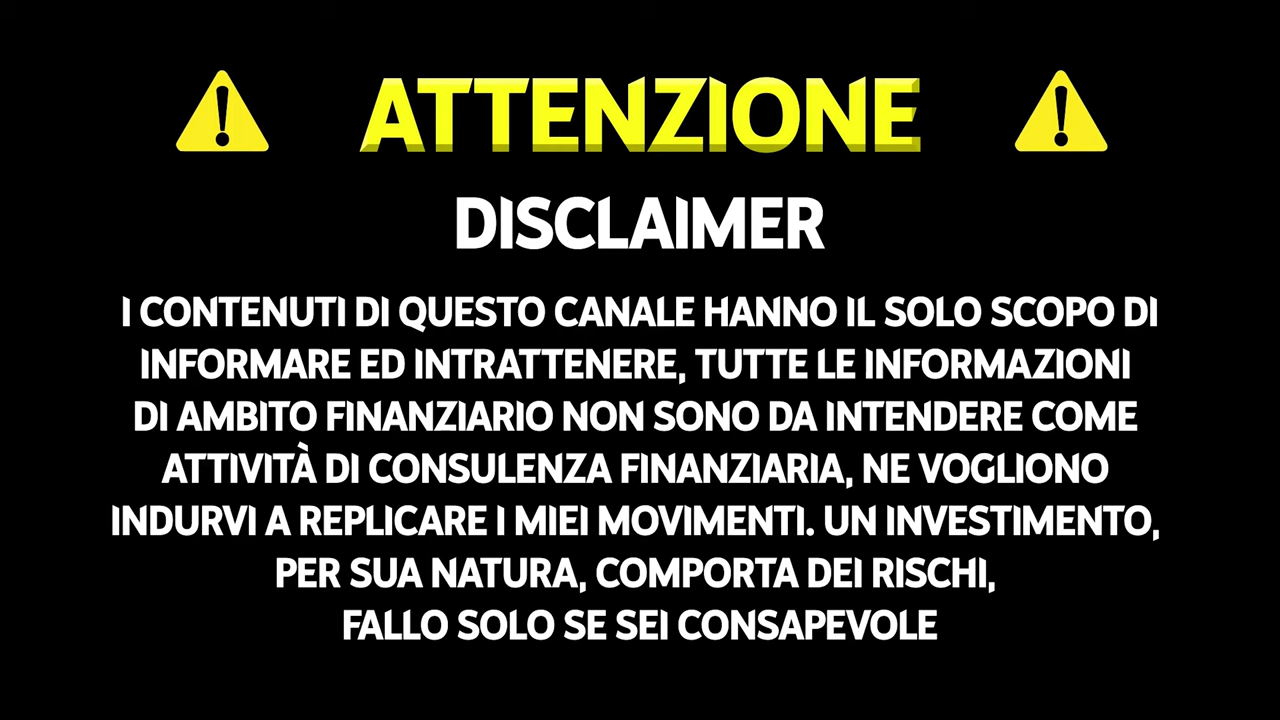 ATTENZIONE
DISCLAIMER
I CONTENUTI DI QUESTO CANALE HANNO IL SOLO SCOPO DI
INFORMARE ED INTRATTENERE, TUTTE LE INFORMAZIONI
DI AMBITO FINANZIARIO NON SONO DA INTENDERE COME
ATTIVITÀ DI CONSULENZA FINANZIARIA, NE VOGLIONO
INDURVI A REPLICARE I MIEI MOVIMENTI. UN INVESTIMENTO,
PER SUA NATURA, COMPORTA DEI RISCHI,
FALLO SOLO SE SEI CONSAPEVOLE